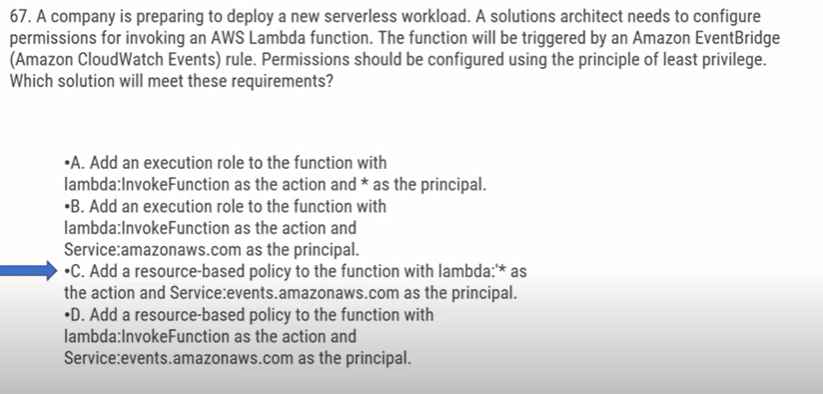 67. A company is preparing to deploy a new serverless workload. A solutions architect needs to configure
permissions for invoking an AWS Lambda function. The function will be triggered by an Amazon EventBridge
(Amazon CloudWatch Events) rule. Permissions should be configured using the principle of least privilege.
Which solution will meet these requirements?
•A. Add an execution role to the function with
lambda:InvokeFunction as the action and * as the principal.
•B. Add an execution role to the function with
lambda:InvokeFunction as the action and
Service:amazonaws.com as the principal.
•C. Add a resource-based policy to the function with lambda:'* as
the action and Service:events.amazonaws.com as the principal.
•D. Add a resource-based policy to the function with
lambda:InvokeFunction as the action and
Service:events.amazonaws.com as the principal.